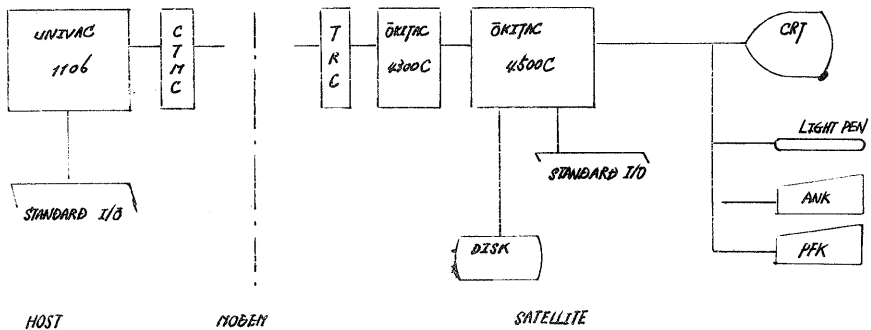 UNIVAC
1106
C
T
M
C
T
R
C
ŌKITAC
4300C
ŌKITAC
4500C
CRT
LIGHT PEN
STANDARD I/O
STANDARD I/O
ANK
PFK
DISK
HOST
MODEM
SATELLITE